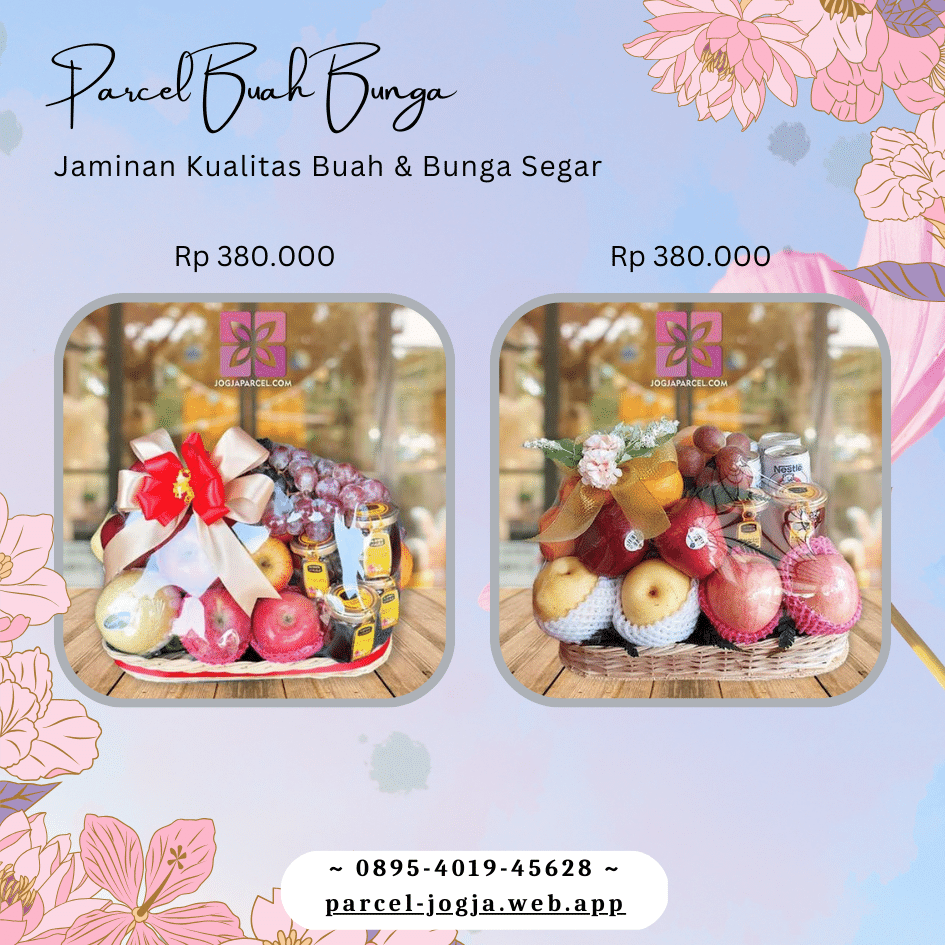 Parcel Buah Bunga
Jaminan Kualitas Buah & Bunga Segar
Rp 380.000
Rp 380.000
JOGJAPARCEL.COM
JOGJAPARCEL.COM
Nestlé
~ 0895-4019-45628 ~
parcel-jogja.web.app